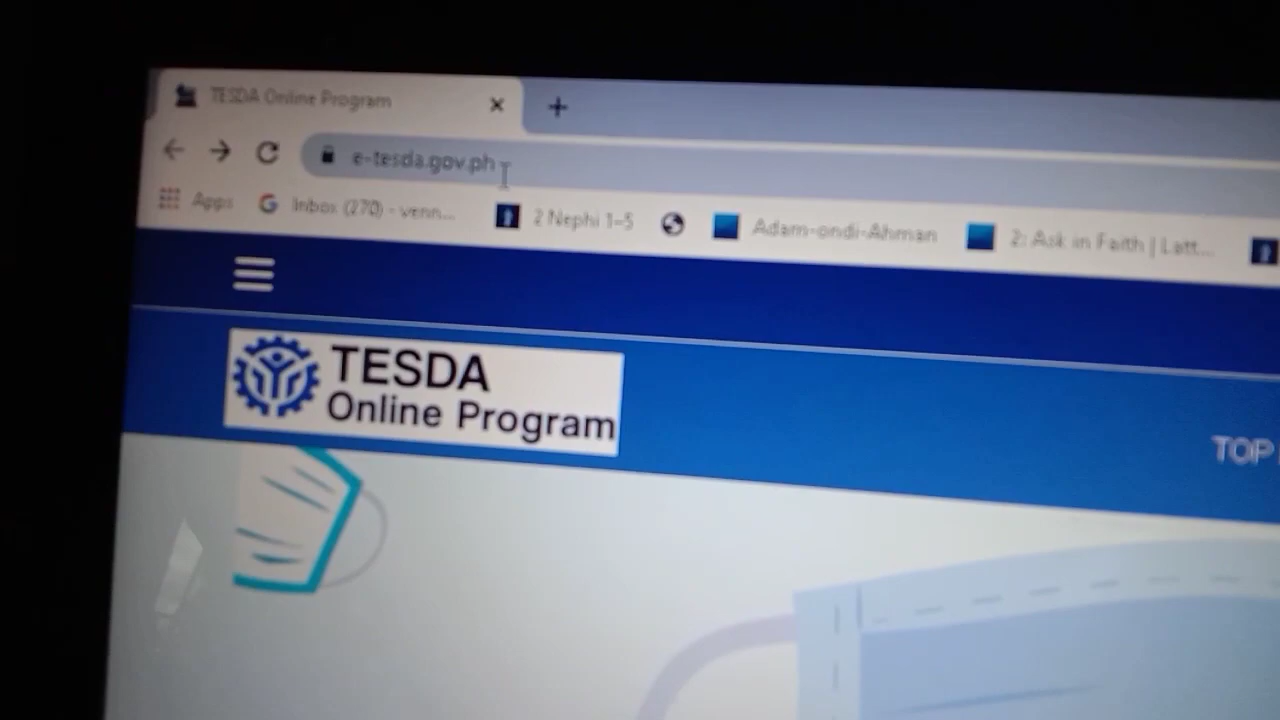 TESDA Online Program
e-tesda.gov.ph
Apps Inbox (270) - venn... 2 Nephi 1-5 Adam-ondi-Ahman 2: Ask in Faith | Latt...
TESDA
Online Program
TOP